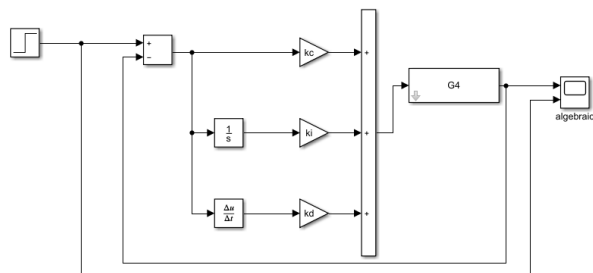 +
−
kc
+
G4
algebraic
1
s
ki
+
Δu
Δt
kd
+